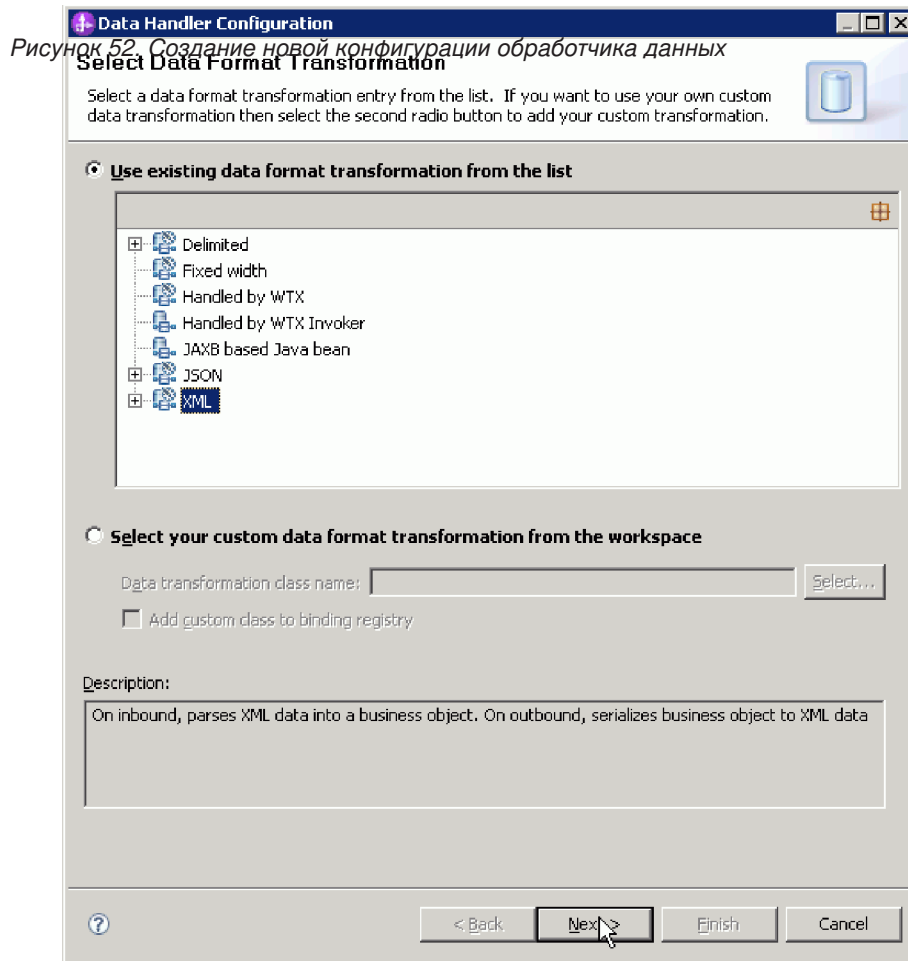 Data Handler Configuration
Рисунок 52. Создание новой конфигурации обработчика данных
Select Data Format Transformation
Select a data format transformation entry from the list. If you want to use your own custom
data transformation then select the second radio button to add your custom transformation.
Use existing data format transformation from the list
Delimited
Fixed width
Handled by WTX
Handled by WTX Invoker
JAXB based Java bean
JSON
XML
Select your custom data format transformation from the workspace
Data transformation class name:
Select...
Add custom class to binding registry
Description:
On inbound, parses XML data into a business object. On outbound, serializes business object to XML data
< Back
Next >
Finish
Cancel